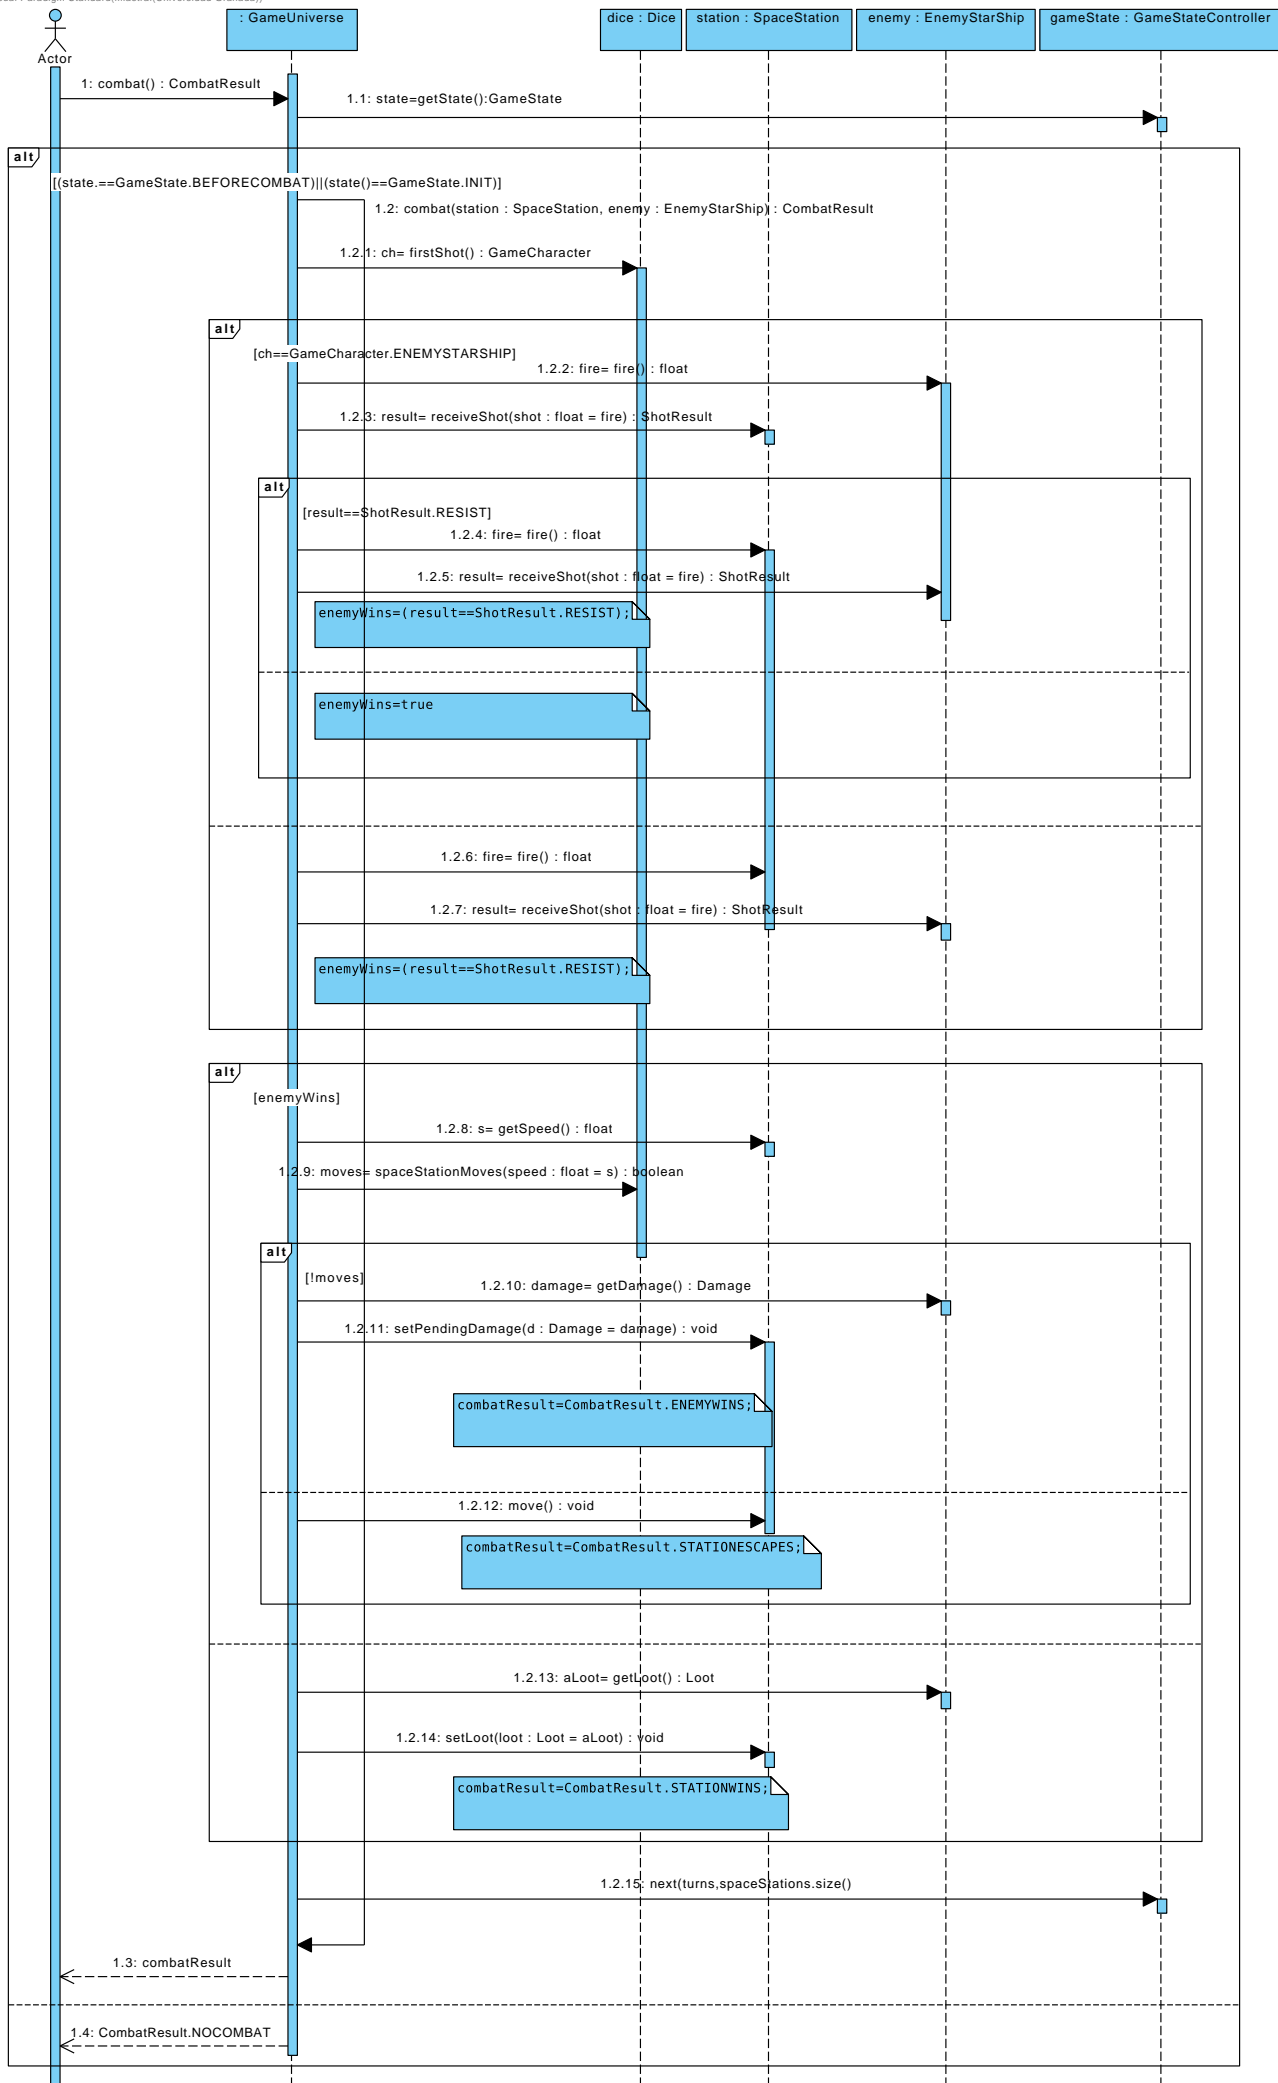 : GameUniverse
dice : Dice
station : SpaceStation
enemy : EnemyStarShip
gameState : GameStateController
Actor
1: combat() : CombatResult
1.1: state=getState():GameState
alt
[(state.==GameState.BEFORECOMBAT)||(state()==GameState.INIT)]
1.2: combat(station : SpaceStation, enemy : EnemyStarShip) : CombatResult
1.2.1: ch= firstShot() : GameCharacter
alt
[ch==GameCharacter.ENEMYSTARSHIP]
1.2.2: fire= fire() : float
1.2.3: result= receiveShot(shot : float = fire) : ShotResult
alt
[result==ShotResult.RESIST]
1.2.4: fire= fire() : float
1.2.5: result= receiveShot(shot : float = fire) : ShotResult
enemyWins=(result==ShotResult.RESIST);
enemyWins=true
1.2.6: fire= fire() : float
1.2.7: result= receiveShot(shot : float = fire) : ShotResult
enemyWins=(result==ShotResult.RESIST);
alt
[enemyWins]
1.2.8: s= getSpeed() : float
1.2.9: moves= spaceStationMoves(speed : float = s) : boolean
alt
[!moves]
1.2.10: damage= getDamage() : Damage
1.2.11: setPendingDamage(d : Damage = damage) : void
combatResult=CombatResult.ENEMYWINS;
1.2.12: move() : void
combatResult=CombatResult.STATIONESCAPES;
1.2.13: aLoot= getLoot() : Loot
1.2.14: setLoot(loot : Loot = aLoot) : void
combatResult=CombatResult.STATIONWINS;
1.2.15: next(turns,spaceStations.size()
1.3: combatResult
1.4: CombatResult.NOCOMBAT